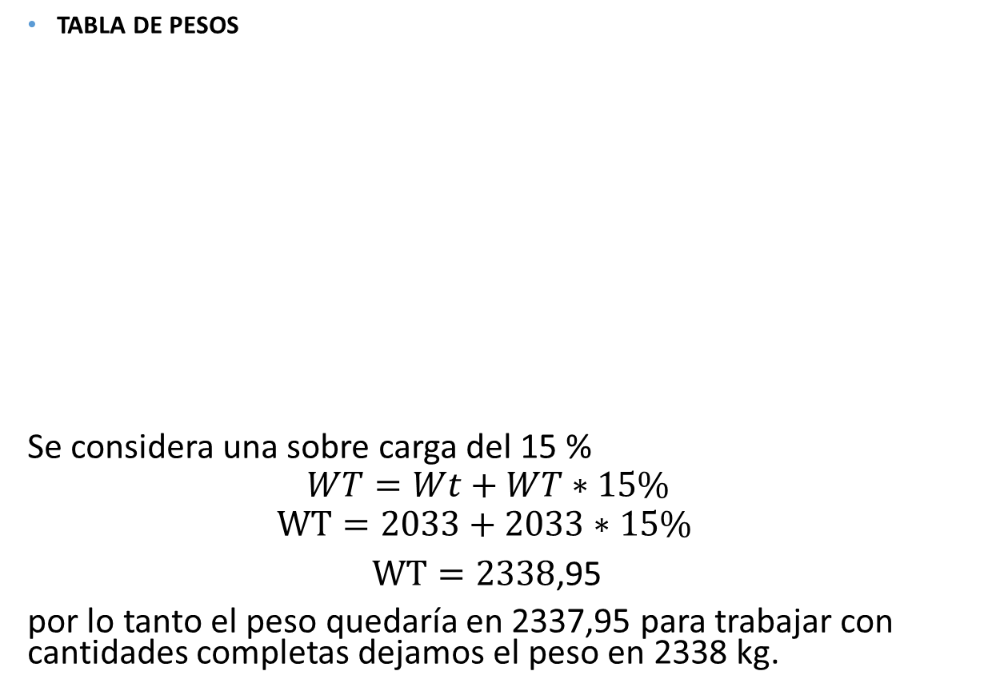 • TABLA DE PESOS
Se considera una sobre carga del 15 %
WT = Wt + WT ∗ 15%
WT = 2033 + 2033 ∗ 15%
WT = 2338,95
por lo tanto el peso quedaría en 2337,95 para trabajar con
cantidades completas dejamos el peso en 2338 kg.